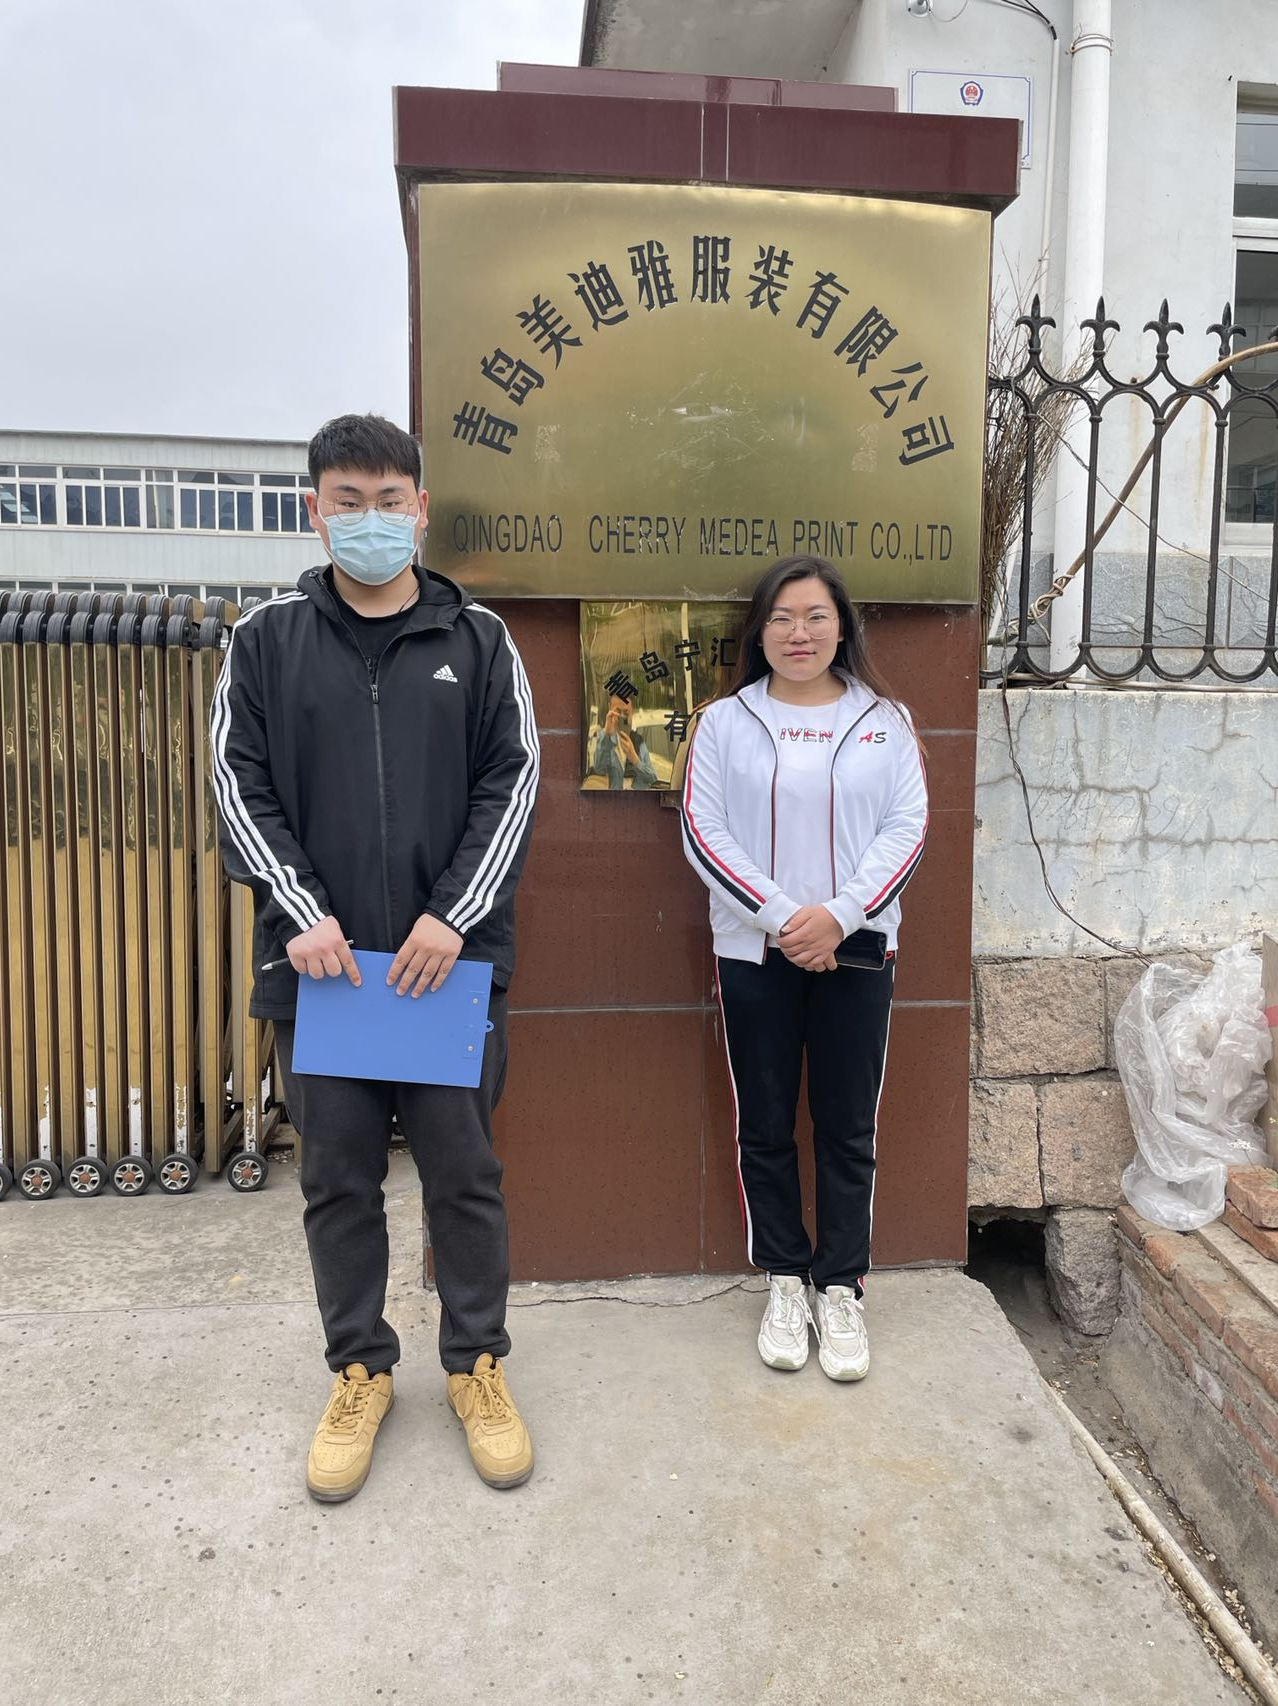 青岛美迪雅服装有限公司
QINGDAO CHERRY MEDEA PRINT CO.,LTD
青岛宁汇
有
adidas
IVEN
AS